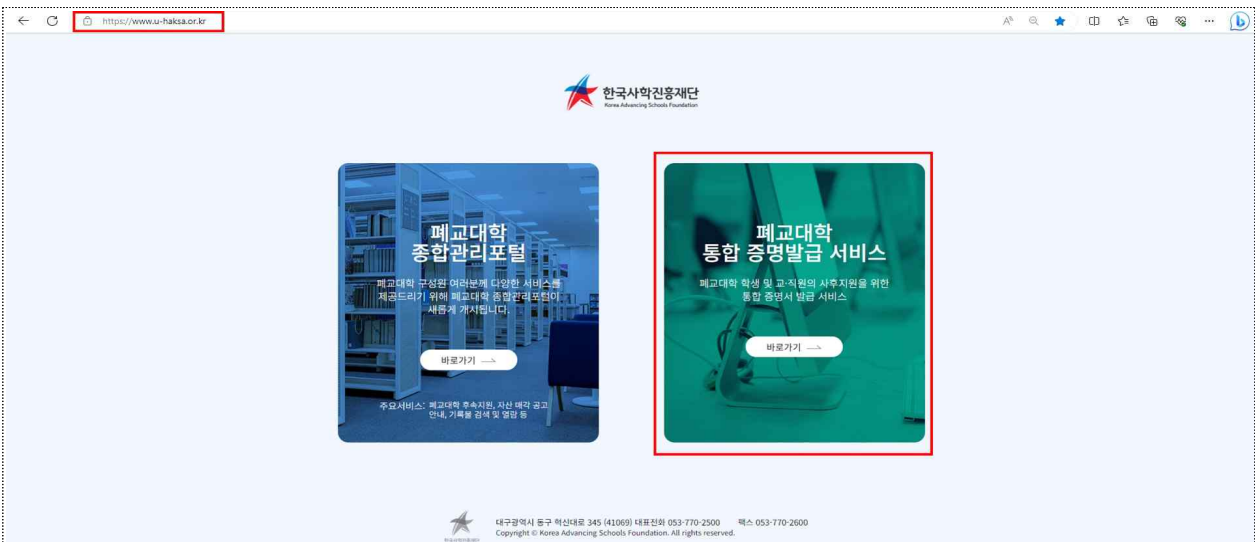 https://www.u-haksa.or.kr
한국사학진흥재단
Korea Advancing Schools Foundation
폐교대학
종합관리포털
폐교대학 구성원 여러분께 다양한 서비스를
제공드리기 위해 폐교대학 종합관리포털이
새롭게 개시됩니다.
바로가기
주요서비스: 폐교대학 후속지원, 자산 매각 공고
안내, 기록물 검색 및 열람 등
폐교대학
통합 증명발급 서비스
폐교대학 학생 및 교·직원의 사후지원을 위한
통합 증명서 발급 서비스
바로가기
한국사학진흥재단
대구광역시 동구 혁신대로 345 (41069) 대표전화 053-770-2500 팩스 053-770-2600
Copyright © Korea Advancing Schools Foundation. All rights reserved.